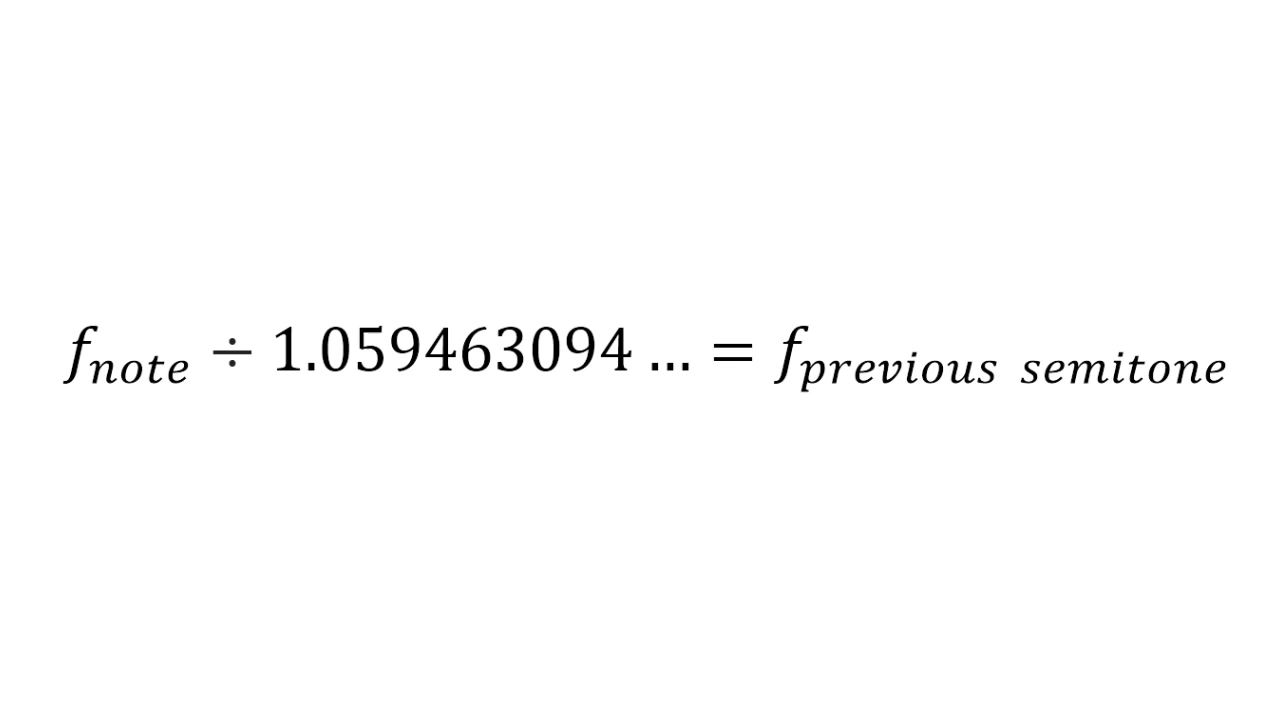 f_note ÷ 1.059463094 ... = f_previous semitone